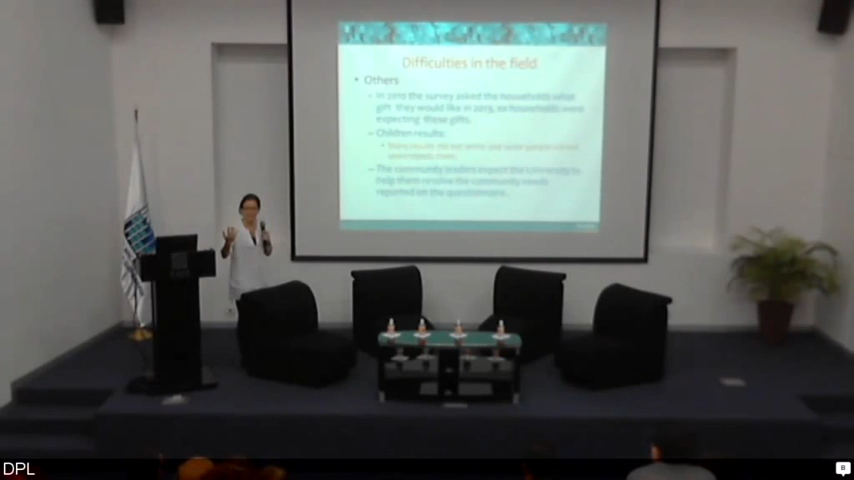 Difficulties in the field
• Others
– In 2010 the survey asked the households what
gift they would like in 2013, so households were
expecting these gifts.
– Children results:
– The community leaders expect the University to
help them resolve the community needs
reported on the questionnaire.
DPL